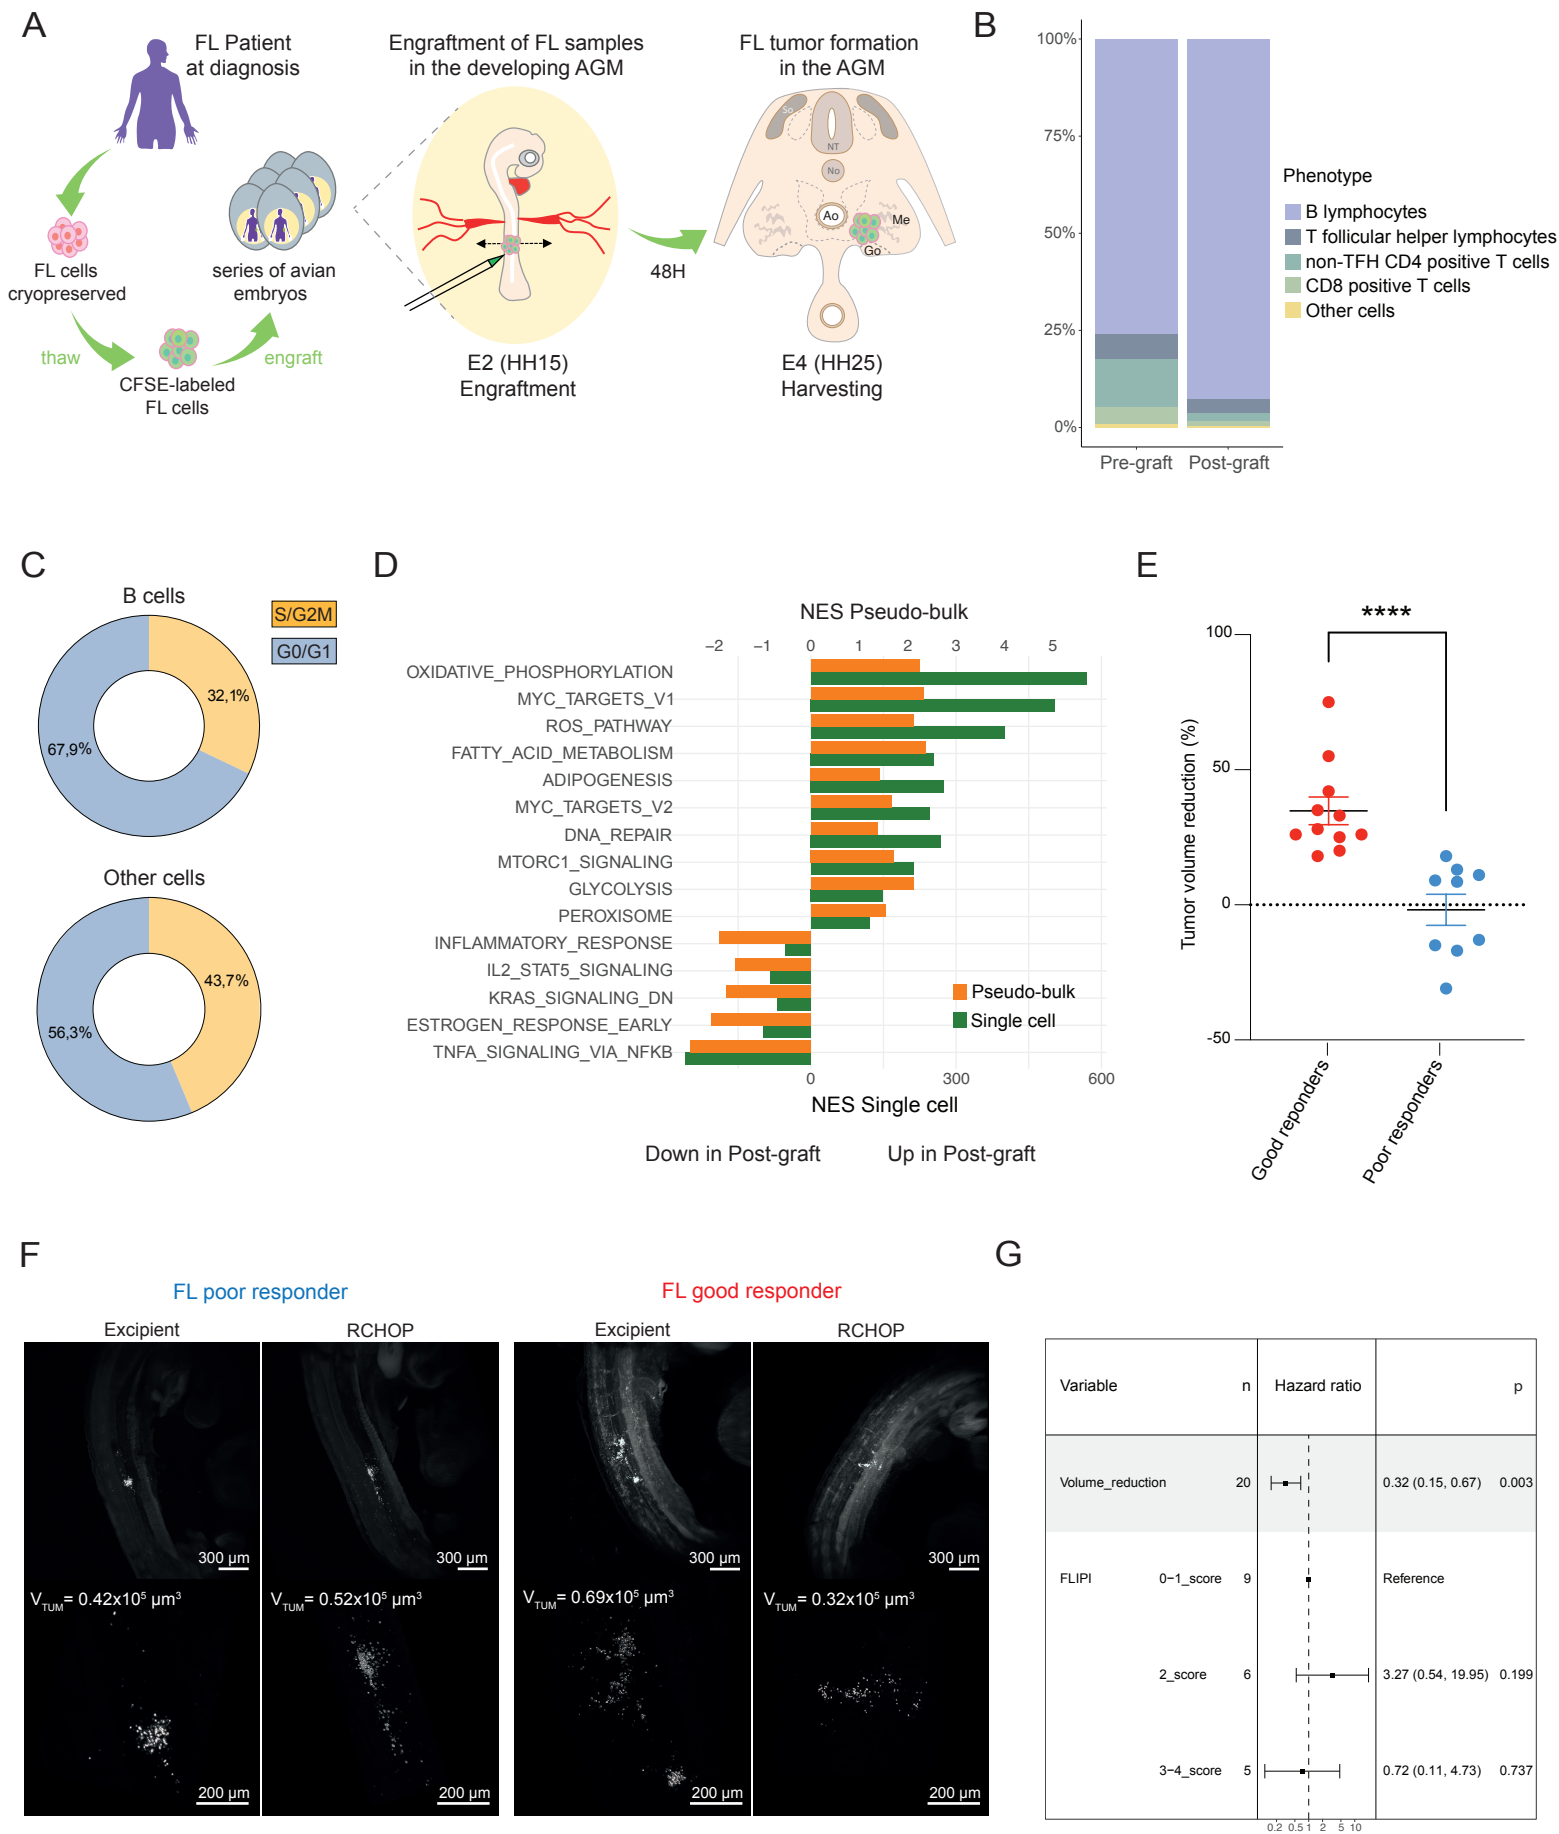 A
FL Patient
at diagnosis
Engraftment of FL samples
in the developing AGM
FL tumor formation
in the AGM
So
NT
No
Ao
Me
Go
FL cells
cryopreserved
series of avian
embryos
thaw
engraft
CFSE-labeled
FL cells
48H
E2 (HH15)
Engraftment
E4 (HH25)
Harvesting
B
100%
75%
50%
25%
0%
Pre-graft
Post-graft
Phenotype
B lymphocytes
T follicular helper lymphocytes
non-TFH CD4 positive T cells
CD8 positive T cells
Other cells
C
B cells
S/G2M
G0/G1
32,1%
67,9%
Other cells
43,7%
56,3%
D
NES Pseudo-bulk
−2 −1 0 1 2 3 4 5
OXIDATIVE_PHOSPHORYLATION
MYC_TARGETS_V1
ROS_PATHWAY
FATTY_ACID_METABOLISM
ADIPOGENESIS
MYC_TARGETS_V2
DNA_REPAIR
MTORC1_SIGNALING
GLYCOLYSIS
PEROXISOME
INFLAMMATORY_RESPONSE
IL2_STAT5_SIGNALING
KRAS_SIGNALING_DN
ESTROGEN_RESPONSE_EARLY
TNFA_SIGNALING_VIA_NFKB
Pseudo-bulk
Single cell
0 300 600
NES Single cell
Down in Post-graft
Up in Post-graft
E
****
Tumor volume reduction (%)
100
50
0
-50
Good reponders
Poor responders
F
FL poor responder
FL good responder
Excipient
RCHOP
Excipient
RCHOP
300 µm
300 µm
300 µm
300 µm
VTUM= 0.42x10⁵ µm³
VTUM= 0.52x10⁵ µm³
VTUM= 0.69x10⁵ µm³
VTUM= 0.32x10⁵ µm³
200 µm
200 µm
200 µm
200 µm
G
Variable n Hazard ratio p
Volume_reduction 20 0.32 (0.15, 0.67) 0.003
FLIPI 0−1_score 9 Reference
2_score 6 3.27 (0.54, 19.95) 0.199
3−4_score 5 0.72 (0.11, 4.73) 0.737
0.2 0.5 1 2 5 10